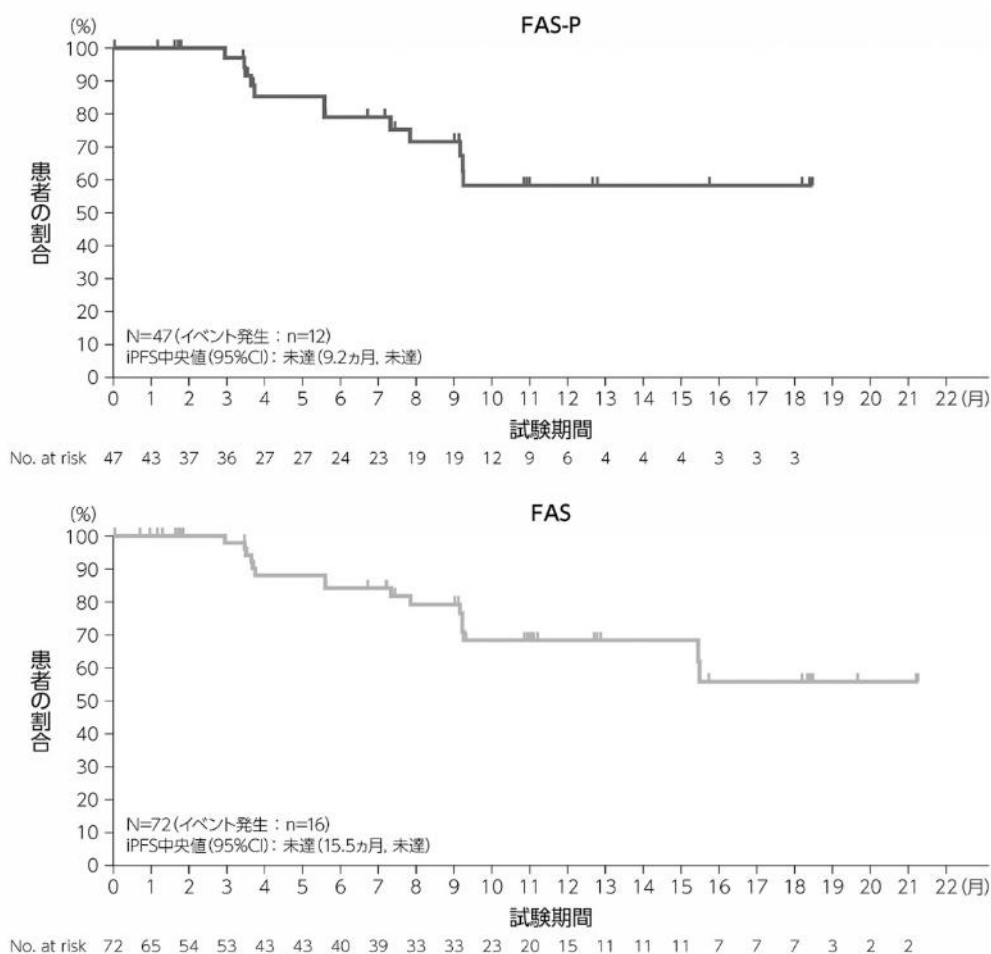 FAS-P
(%)
100
90
80
70
60
50
40
30
20
10
0
患者の割合
N=47(イベント発生：n=12)
iPFS中央値(95%CI)：未達(9.2ヵ月, 未達)
0 1 2 3 4 5 6 7 8 9 10 11 12 13 14 15 16 17 18 19 20 21 22(月)
試験期間
No. at risk 47 43 37 36 27 27 24 23 19 19 12 9 6 4 4 4 3 3 3
FAS
(%)
100
90
80
70
60
50
40
30
20
10
0
患者の割合
N=72(イベント発生：n=16)
iPFS中央値(95%CI)：未達(15.5ヵ月, 未達)
0 1 2 3 4 5 6 7 8 9 10 11 12 13 14 15 16 17 18 19 20 21 22(月)
試験期間
No. at risk 72 65 54 53 43 43 40 39 33 33 23 20 15 11 11 11 7 7 7 3 2 2